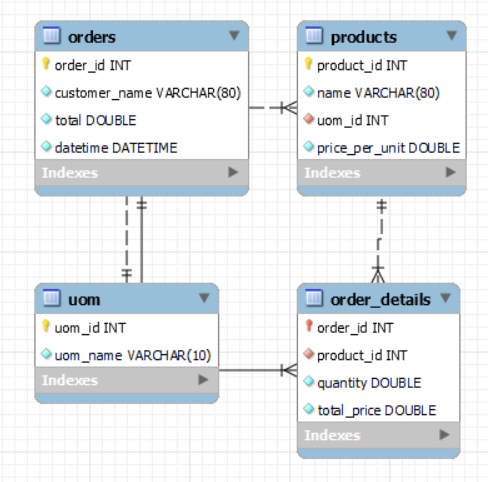 orders
order_id INT
customer_name VARCHAR(80)
total DOUBLE
datetime DATETIME
Indexes
products
product_id INT
name VARCHAR(80)
uom_id INT
price_per_unit DOUBLE
Indexes
uom
uom_id INT
uom_name VARCHAR(10)
Indexes
order_details
order_id INT
product_id INT
quantity DOUBLE
total_price DOUBLE
Indexes